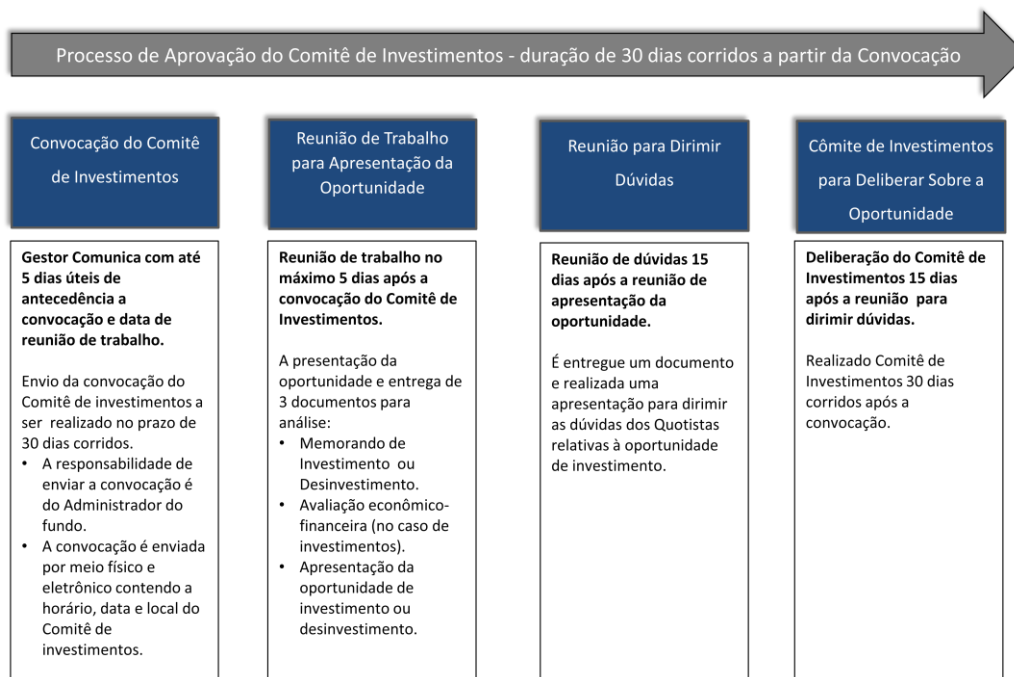 Processo de Aprovação do Comitê de Investimentos - duração de 30 dias corridos a partir da Convocação
Convocação do Comitê
de Investimentos
Gestor Comunica com até
5 dias úteis de
antecedência a
convocação e data de
reunião de trabalho.
Envio da convocação do
Comitê de investimentos a
ser realizado no prazo de
30 dias corridos.
• A responsabilidade de
enviar a convocação é
do Administrador do
fundo.
• A convocação é enviada
por meio físico e
eletrônico contendo a
horário, data e local do
Comitê de
investimentos.
Reunião de Trabalho
para Apresentação da
Oportunidade
Reunião de trabalho no
máximo 5 dias após a
convocação do Comitê de
Investimentos.
A presentação da
oportunidade e entrega de
3 documentos para
análise:
• Memorando de
Investimento ou
Desinvestimento.
• Avaliação econômico-
financeira (no caso de
investimentos).
• Apresentação da
oportunidade de
investimento ou
desinvestimento.
Reunião para Dirimir
Dúvidas
Reunião de dúvidas 15
dias após a reunião de
apresentação da
oportunidade.
É entregue um documento
e realizada uma
apresentação para dirimir
as dúvidas dos Quotistas
relativas à oportunidade
de investimento.
Cômite de Investimentos
para Deliberar Sobre a
Oportunidade
Deliberação do Comitê de
Investimentos 15 dias
após a reunião para
dirimir dúvidas.
Realizado Comitê de
Investimentos 30 dias
corridos após a
convocação.